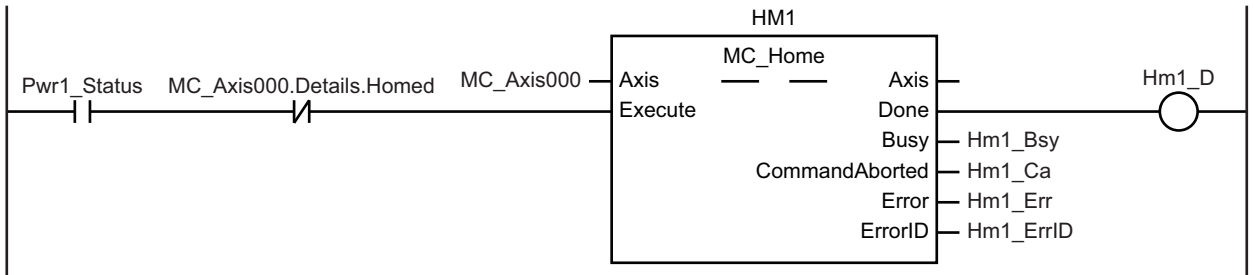 HM1
MC_Home
Pwr1_Status MC_Axis000.Details.Homed MC_Axis000 Axis Axis Hm1_D
Execute Done
Busy Hm1_Bsy
CommandAborted Hm1_Ca
Error Hm1_Err
ErrorID Hm1_ErrID